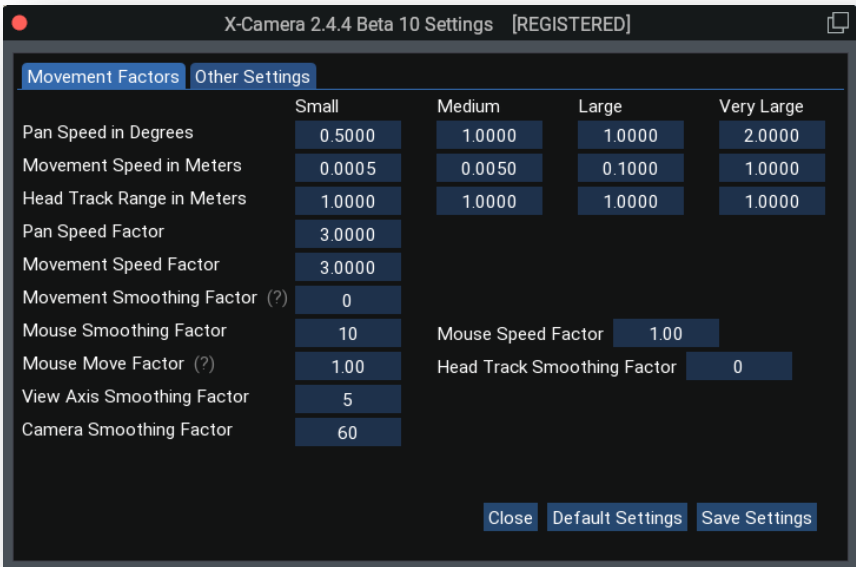 X-Camera 2.4.4 Beta 10 Settings [REGISTERED]
Movement Factors Other Settings
Small Medium Large Very Large
Pan Speed in Degrees 0.5000 1.0000 1.0000 2.0000
Movement Speed in Meters 0.0005 0.0050 0.1000 1.0000
Head Track Range in Meters 1.0000 1.0000 1.0000 1.0000
Pan Speed Factor 3.0000
Movement Speed Factor 3.0000
Movement Smoothing Factor (?) 0
Mouse Smoothing Factor 10 Mouse Speed Factor 1.00
Mouse Move Factor (?) 1.00 Head Track Smoothing Factor 0
View Axis Smoothing Factor 5
Camera Smoothing Factor 60
Close Default Settings Save Settings